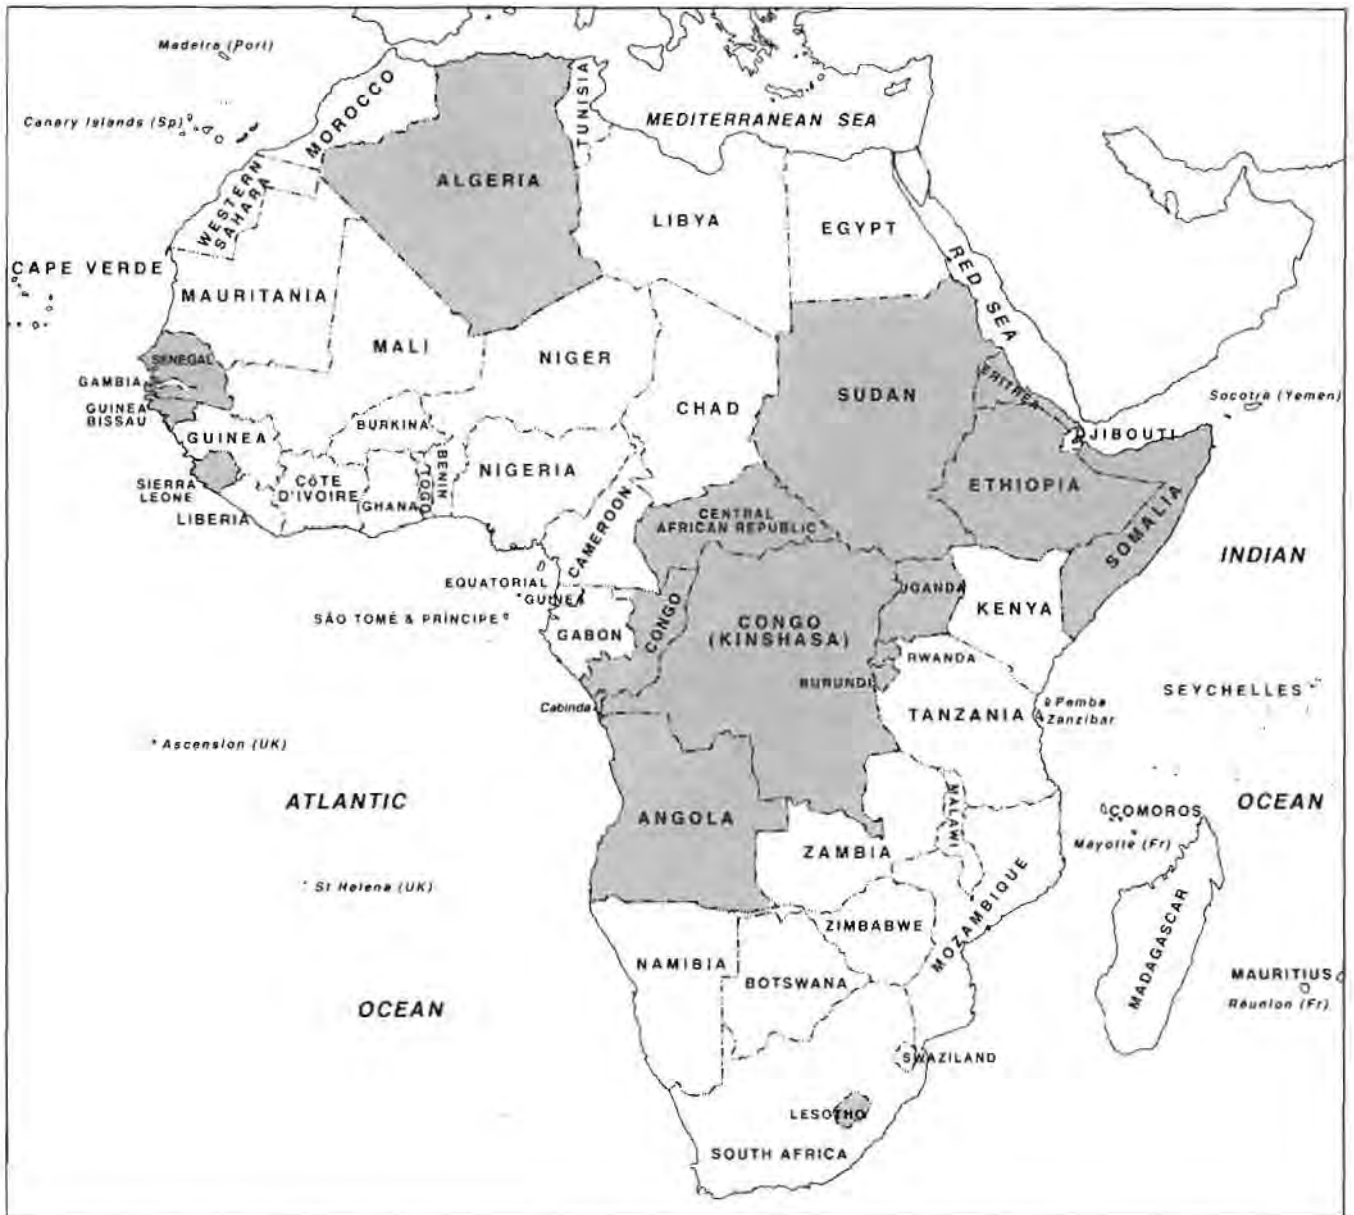 Madeira (Port)
Canary Islands (Sp)
MOROCCO
TUNISIA
MEDITERRANEAN SEA
ALGERIA
WESTERN
SAHARA
LIBYA
EGYPT
RED SEA
CAPE VERDE
MAURITANIA
MALI
NIGER
CHAD
SUDAN
ERITREA
Socotra (Yemen)
SENEGAL
GAMBIA
GUINEA
BISSAU
GUINEA
BURKINA
BENIN
TOGO
NIGERIA
DJIBOUTI
SIERRA
LEONE
CÔTE
D'IVOIRE
GHANA
LIBERIA
CAMEROON
CENTRAL
AFRICAN REPUBLIC
ETHIOPIA
SOMALIA
INDIAN
EQUATORIAL
GUINEA
SÃO TOMÉ & PRÍNCIPE
GABON
CONGO
CONGO
(KINSHASA)
UGANDA
KENYA
RWANDA
BURUNDI
SEYCHELLES
Cabinda
TANZANIA
Pemba
Zanzibar
Ascension (UK)
ATLANTIC
OCEAN
ANGOLA
MALAWI
COMOROS
Mayotte (Fr)
ZAMBIA
St Helena (UK)
MOZAMBIQUE
ZIMBABWE
MADAGASCAR
NAMIBIA
BOTSWANA
MAURITIUS
Réunion (Fr)
OCEAN
SWAZILAND
LESOTHO
SOUTH AFRICA